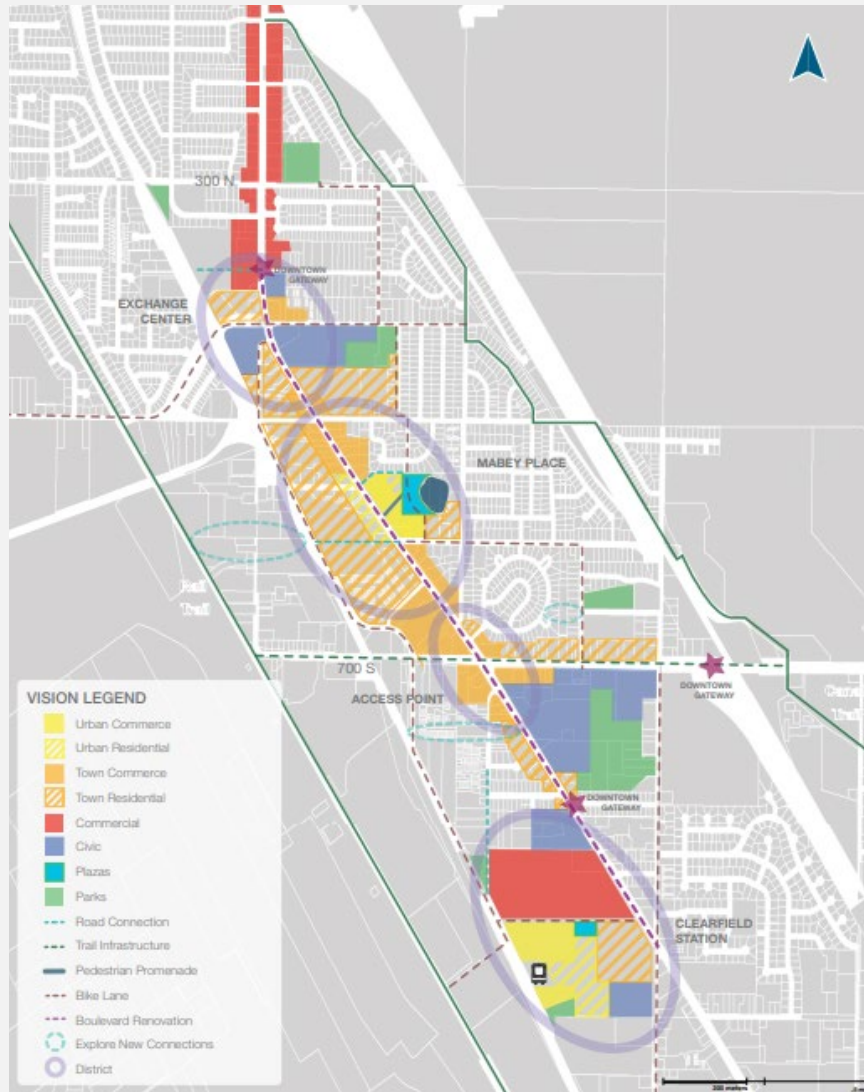 300 N
DOWNTOWN
GATEWAY
EXCHANGE
CENTER
MABEY PLACE
Rail
Trail
700 S
DOWNTOWN
GATEWAY
ACCESS POINT
DOWNTOWN
GATEWAY
CLEARFIELD
STATION
VISION LEGEND
Urban Commerce
Urban Residential
Town Commerce
Town Residential
Commercial
Civic
Plazas
Parks
Road Connection
Trail Infrastructure
Pedestrian Promenade
Bike Lane
Boulevard Renovation
Explore New Connections
District